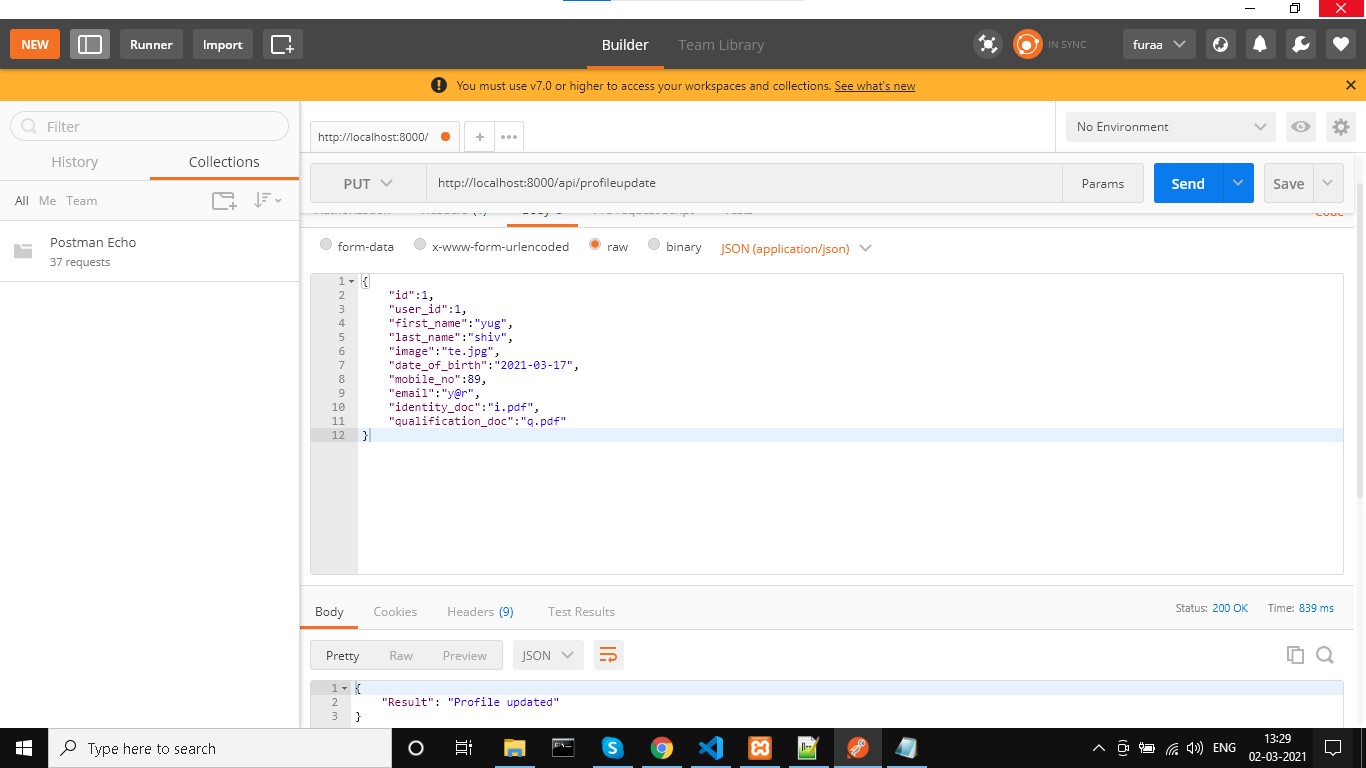 NEW Runner Import Builder Team Library IN SYNC furaa
You must use v7.0 or higher to access your workspaces and collections. See what's new
Filter
http://localhost:8000/
No Environment
History Collections
PUT http://localhost:8000/api/profileupdate Params Send Save
All Me Team
Postman Echo
37 requests
form-data x-www-form-urlencoded raw binary JSON (application/json)
1 {
2 "id":1,
3 "user_id":1,
4 "first_name":"yug",
5 "last_name":"shiv",
6 "image":"te.jpg",
7 "date_of_birth":"2021-03-17",
8 "mobile_no":89,
9 "email":"y@r",
10 "identity_doc":"i.pdf",
11 "qualification_doc":"q.pdf"
12 }
Body Cookies Headers (9) Test Results Status: 200 OK Time: 839 ms
Pretty Raw Preview JSON
1 {
2 "Result": "Profile updated"
3 }
Type here to search
ENG
13:29
02-03-2021